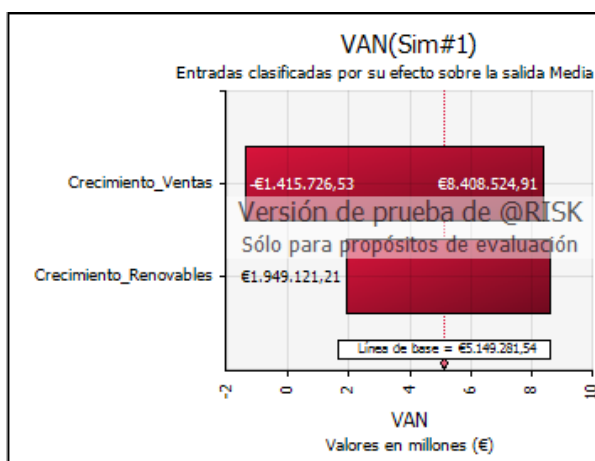 VAN(Sim#1)
Entradas clasificadas por su efecto sobre la salida Media
Crecimiento_Ventas
-€1.415.726,53
€8.408.524,91
Versión de prueba de @RISK
Sólo para propósitos de evaluación
Crecimiento_Renovables
€1.949.121,21
Línea de base = €5.149.281,54
-2
0
2
4
6
8
10
VAN
Valores en millones (€)